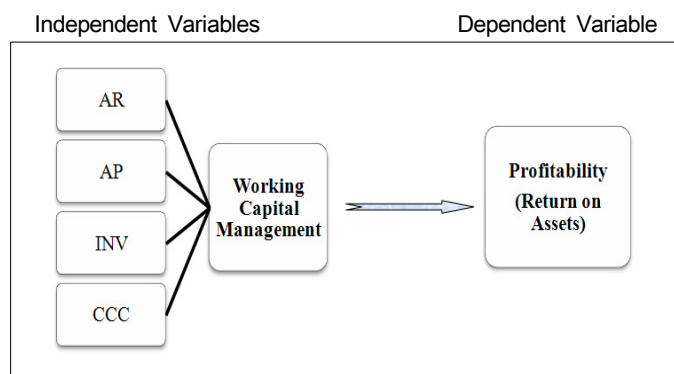 Independent Variables
Dependent Variable
AR
AP
INV
CCC
Working
Capital
Management
Profitability
(Return on
Assets)